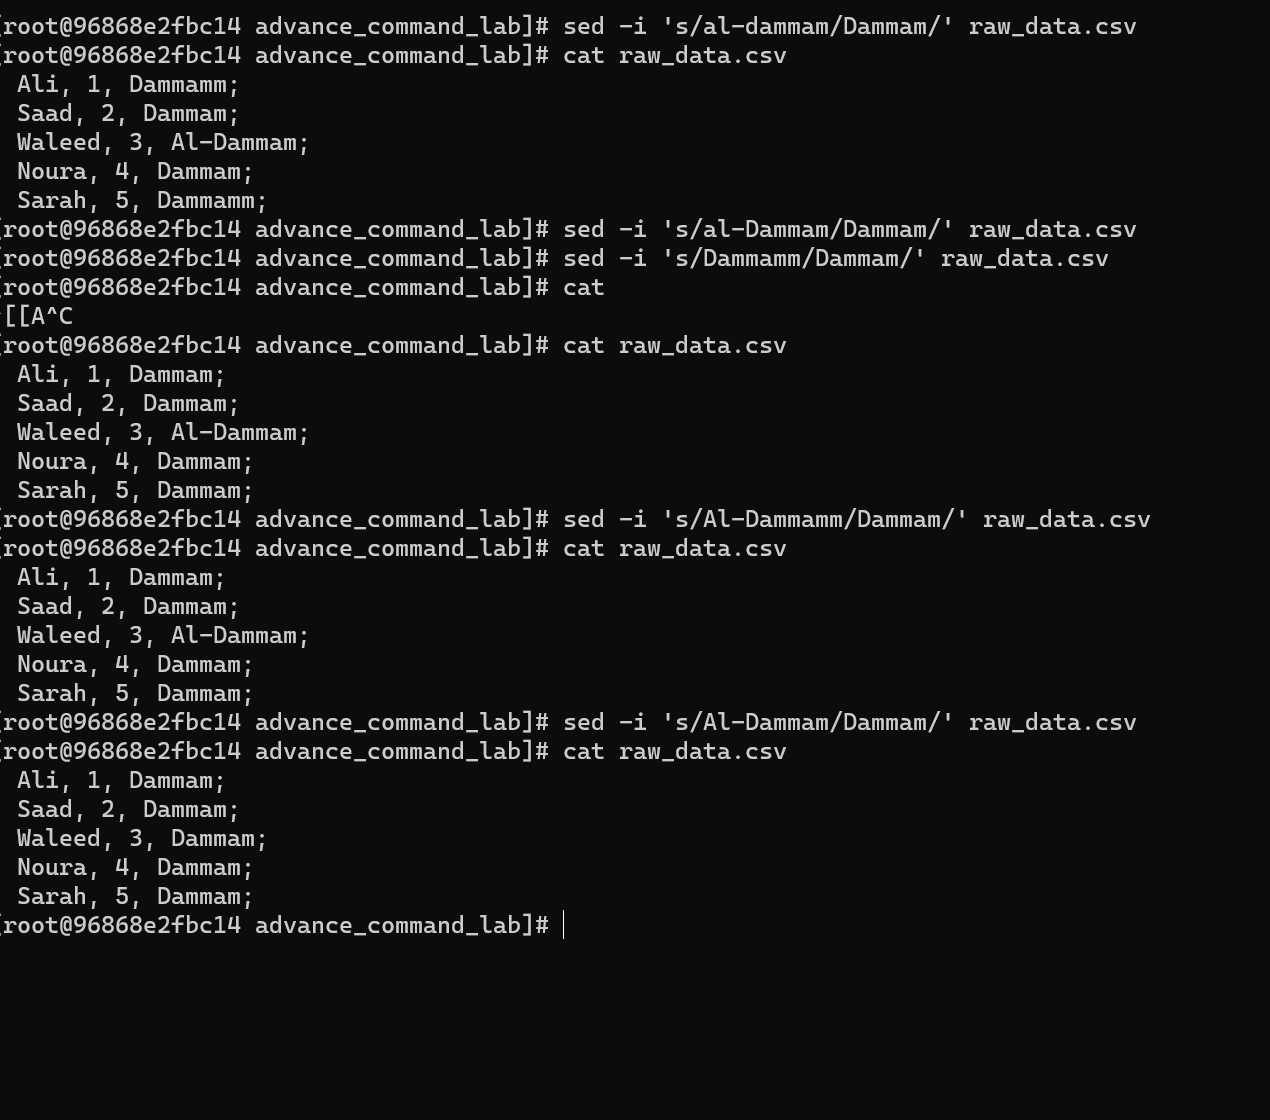 [root@96868e2fbc14 advance_command_lab]# sed -i 's/al-dammam/Dammam/' raw_data.csv
[root@96868e2fbc14 advance_command_lab]# cat raw_data.csv
Ali, 1, Dammamm;
Saad, 2, Dammam;
Waleed, 3, Al-Dammam;
Noura, 4, Dammam;
Sarah, 5, Dammamm;
[root@96868e2fbc14 advance_command_lab]# sed -i 's/al-Dammam/Dammam/' raw_data.csv
[root@96868e2fbc14 advance_command_lab]# sed -i 's/Dammamm/Dammam/' raw_data.csv
[root@96868e2fbc14 advance_command_lab]# cat
^[[A^C
[root@96868e2fbc14 advance_command_lab]# cat raw_data.csv
Ali, 1, Dammam;
Saad, 2, Dammam;
Waleed, 3, Al-Dammam;
Noura, 4, Dammam;
Sarah, 5, Dammam;
[root@96868e2fbc14 advance_command_lab]# sed -i 's/Al-Dammamm/Dammam/' raw_data.csv
[root@96868e2fbc14 advance_command_lab]# cat raw_data.csv
Ali, 1, Dammam;
Saad, 2, Dammam;
Waleed, 3, Al-Dammam;
Noura, 4, Dammam;
Sarah, 5, Dammam;
[root@96868e2fbc14 advance_command_lab]# sed -i 's/Al-Dammam/Dammam/' raw_data.csv
[root@96868e2fbc14 advance_command_lab]# cat raw_data.csv
Ali, 1, Dammam;
Saad, 2, Dammam;
Waleed, 3, Dammam;
Noura, 4, Dammam;
Sarah, 5, Dammam;
[root@96868e2fbc14 advance_command_lab]#